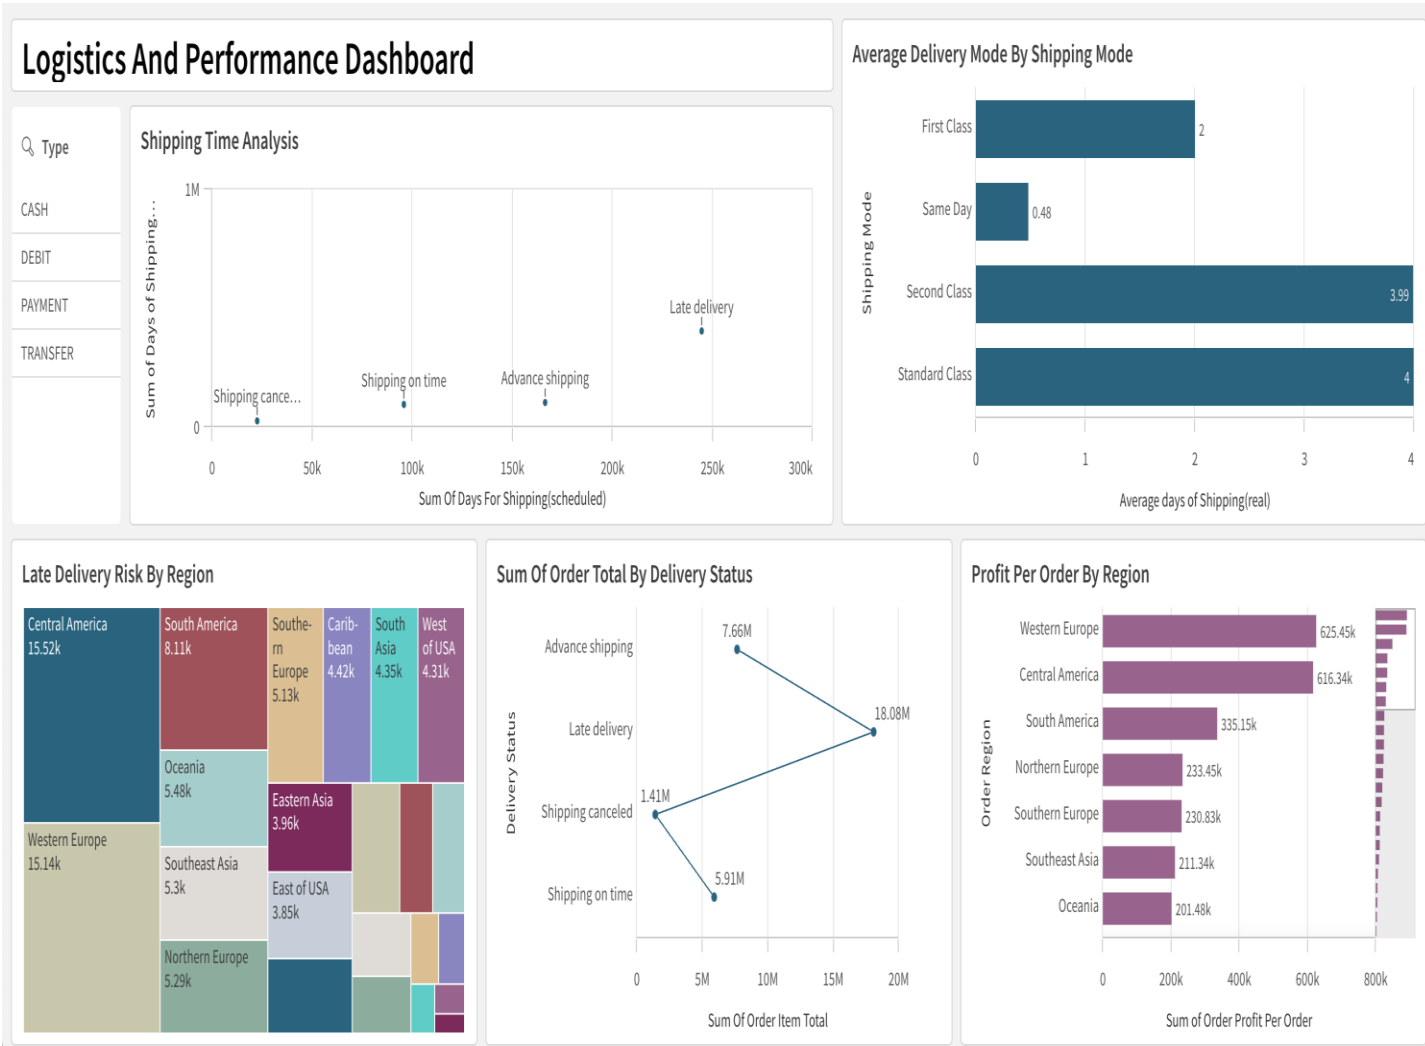 Logistics And Performance Dashboard
Type
CASH
DEBIT
PAYMENT
TRANSFER
Shipping Time Analysis
Sum of Days of Shipping...
1M
0
Late delivery
Shipping on time
Advance shipping
Shipping cance...
0 50k 100k 150k 200k 250k 300k
Sum Of Days For Shipping(scheduled)
Average Delivery Mode By Shipping Mode
Shipping Mode
First Class 2
Same Day 0.48
Second Class 3.99
Standard Class 4
0 1 2 3 4
Average days of Shipping(real)
Late Delivery Risk By Region
Central America
15.52k
Western Europe
15.14k
South America
8.11k
Oceania
5.48k
Southeast Asia
5.3k
Northern Europe
5.29k
Southe-
rn
Europe
5.13k
Carib-
bean
4.42k
South
Asia
4.35k
West
of USA
4.31k
Eastern Asia
3.96k
East of USA
3.85k
Sum Of Order Total By Delivery Status
Delivery Status
Advance shipping 7.66M
Late delivery 18.08M
Shipping canceled 1.41M
Shipping on time 5.91M
0 5M 10M 15M 20M
Sum Of Order Item Total
Profit Per Order By Region
Order Region
Western Europe 625.45k
Central America 616.34k
South America 335.15k
Northern Europe 233.45k
Southern Europe 230.83k
Southeast Asia 211.34k
Oceania 201.48k
0 200k 400k 600k 800k
Sum of Order Profit Per Order